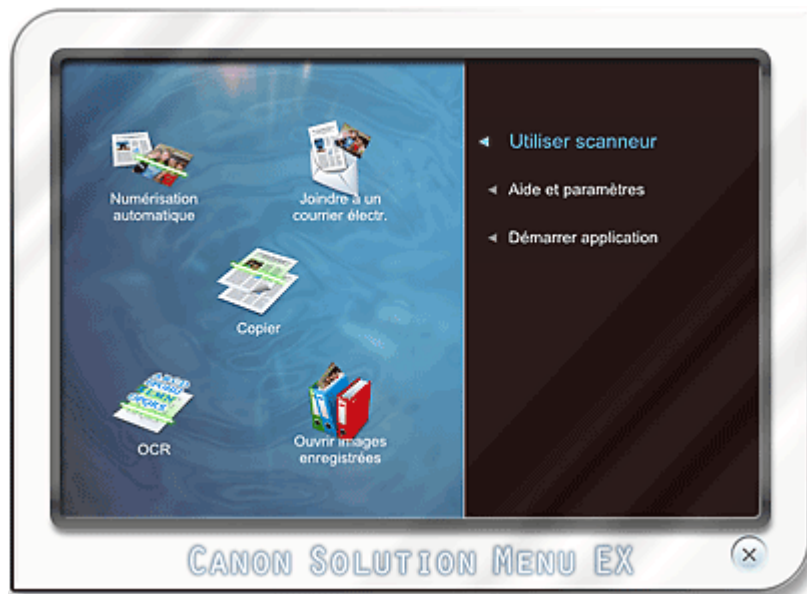 Numérisation
automatique
Joindre à un
courrier électr.
Copier
OCR
Ouvrir images
enregistrées
Utiliser scanneur
Aide et paramètres
Démarrer application
CANON SOLUTION MENU EX